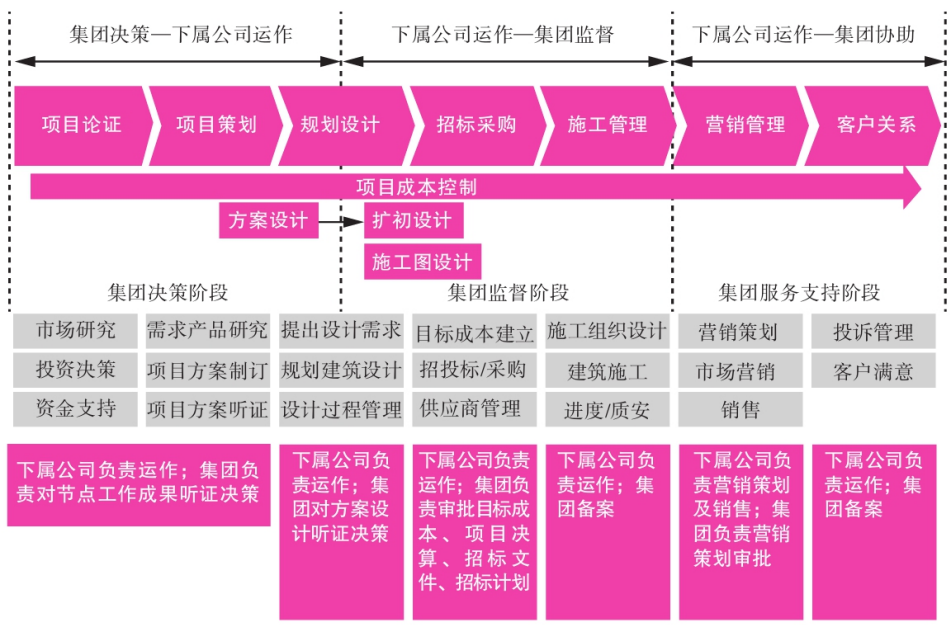 集团决策—下属公司运作
下属公司运作—集团监督
下属公司运作—集团协助
项目论证
项目策划
规划设计
招标采购
施工管理
营销管理
客户关系
项目成本控制
方案设计
扩初设计
施工图设计
集团决策阶段
集团监督阶段
集团服务支持阶段
市场研究
需求产品研究
提出设计需求
目标成本建立
施工组织设计
营销策划
投诉管理
投资决策
项目方案制订
规划建筑设计
招投标/采购
建筑施工
市场营销
客户满意
资金支持
项目方案听证
设计过程管理
供应商管理
进度/质安
销售
下属公司负责运作；集团负
责对节点工作成果听证决策
下属公司负
责运作；集
团对方案设
计听证决策
下属公司负责
运作；集团负
责审批目标成
本、项目决
算、招标文
件、招标计划
下属公司负
责运作；集
团备案
下属公司负
责营销策划
及销售；集
团负责营销
策划审批
下属公司负
责运作；集
团备案